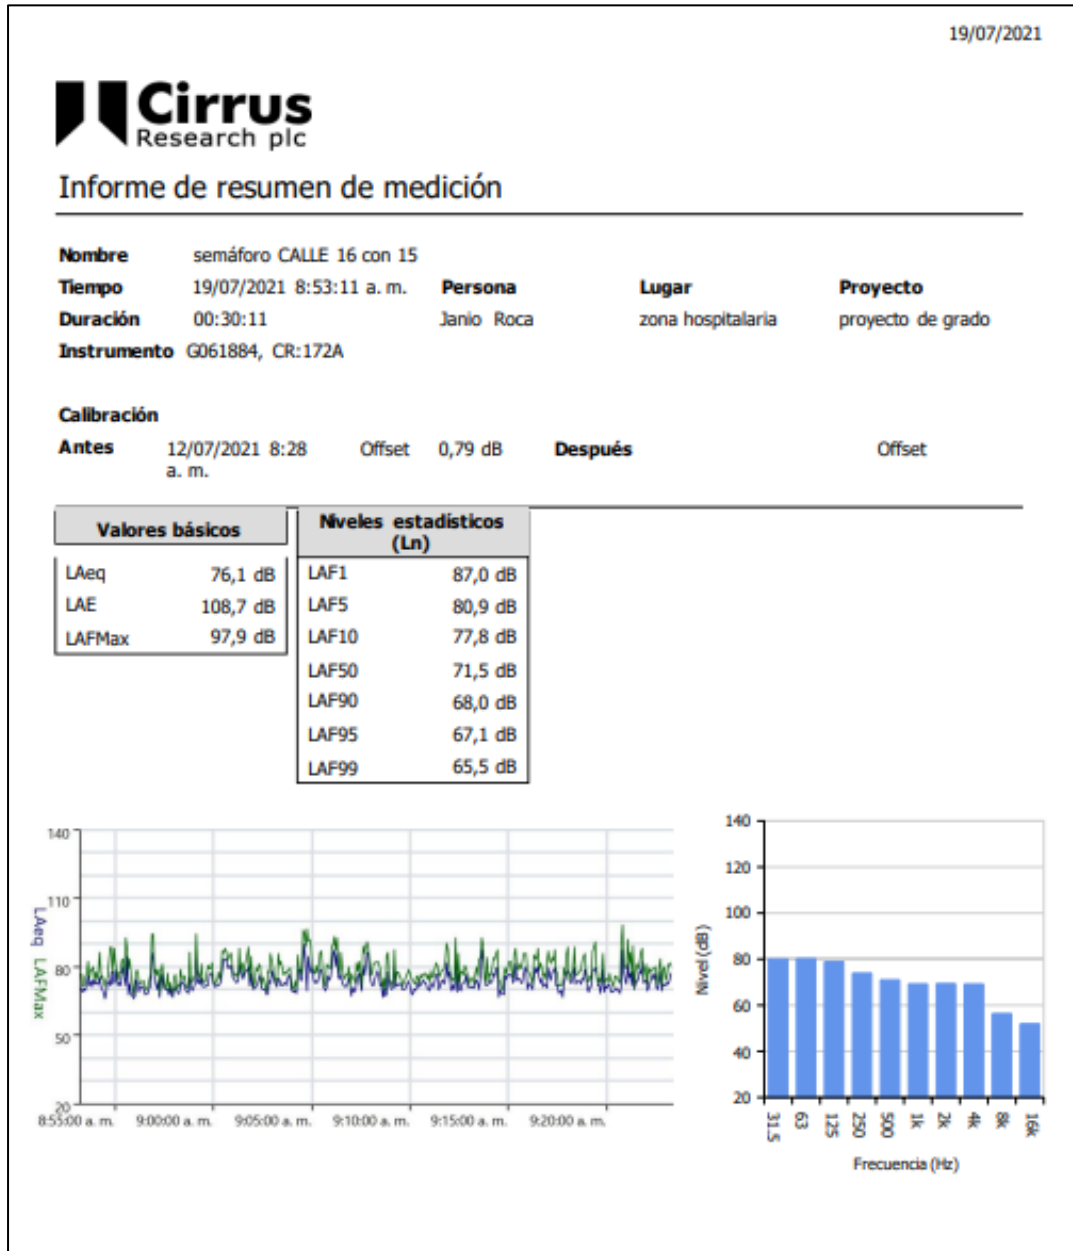 19/07/2021
Cirrus
Research plc
Informe de resumen de medición
Nombre semáforo CALLE 16 con 15
Tiempo 19/07/2021 8:53:11 a. m. Persona Lugar Proyecto
Duración 00:30:11 Janio Roca zona hospitalaria proyecto de grado
Instrumento G061884, CR:172A
Calibración
Antes 12/07/2021 8:28 a. m. Offset 0,79 dB Después Offset
Valores básicos
LAeq 76,1 dB
LAE 108,7 dB
LAFMax 97,9 dB
Niveles estadísticos
(Ln)
LAF1 87,0 dB
LAF5 80,9 dB
LAF10 77,8 dB
LAF50 71,5 dB
LAF90 68,0 dB
LAF95 67,1 dB
LAF99 65,5 dB
LAeq LAFMax
140
110
80
50
20
8:55:00 a. m. 9:00:00 a. m. 9:05:00 a. m. 9:10:00 a. m. 9:15:00 a. m. 9:20:00 a. m.
Nivel (dB)
140
120
100
80
60
40
20
31.5 63 125 250 500 1k 2k 4k 8k 16k
Frecuencia (Hz)